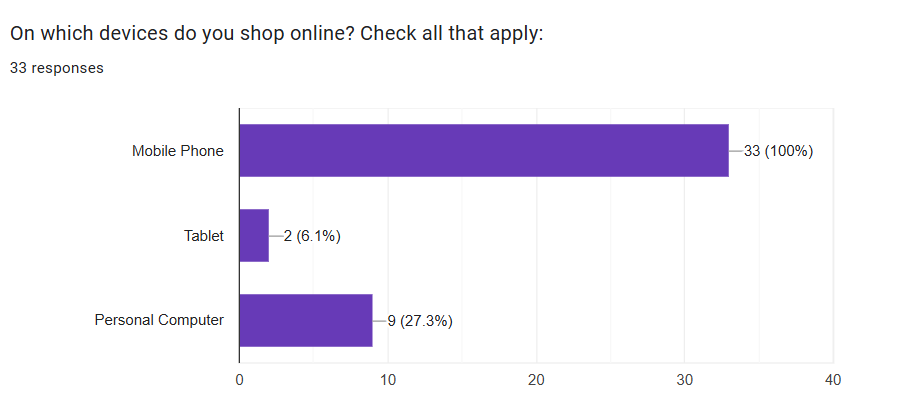 On which devices do you shop online? Check all that apply:
33 responses
Mobile Phone
33 (100%)
Tablet
2 (6.1%)
Personal Computer
9 (27.3%)
0 10 20 30 40